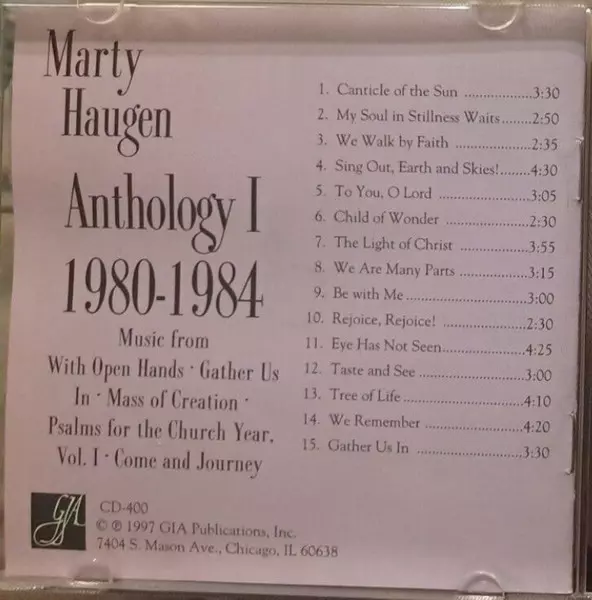 Marty
Haugen
Anthology I
1980-1984
Music from
With Open Hands · Gather Us
In · Mass of Creation ·
Psalms for the Church Year,
Vol. I · Come and Journey
1. Canticle of the Sun ..................3:30
2. My Soul in Stillness Waits.......2:50
3. We Walk by Faith ...................2:35
4. Sing Out, Earth and Skies!.......4:30
5. To You, O Lord ......................3:05
6. Child of Wonder ....................2:30
7. The Light of Christ .................3:55
8. We Are Many Parts ................3:15
9. Be with Me.............................3:00
10. Rejoice, Rejoice! ....................2:30
11. Eye Has Not Seen...................4:25
12. Taste and See ........................3:00
13. Tree of Life.............................4:10
14. We Remember .......................4:20
15. Gather Us In .........................3:30
GIA
CD-400
© ℗ 1997 GIA Publications, Inc.
7404 S. Mason Ave., Chicago, IL 60638